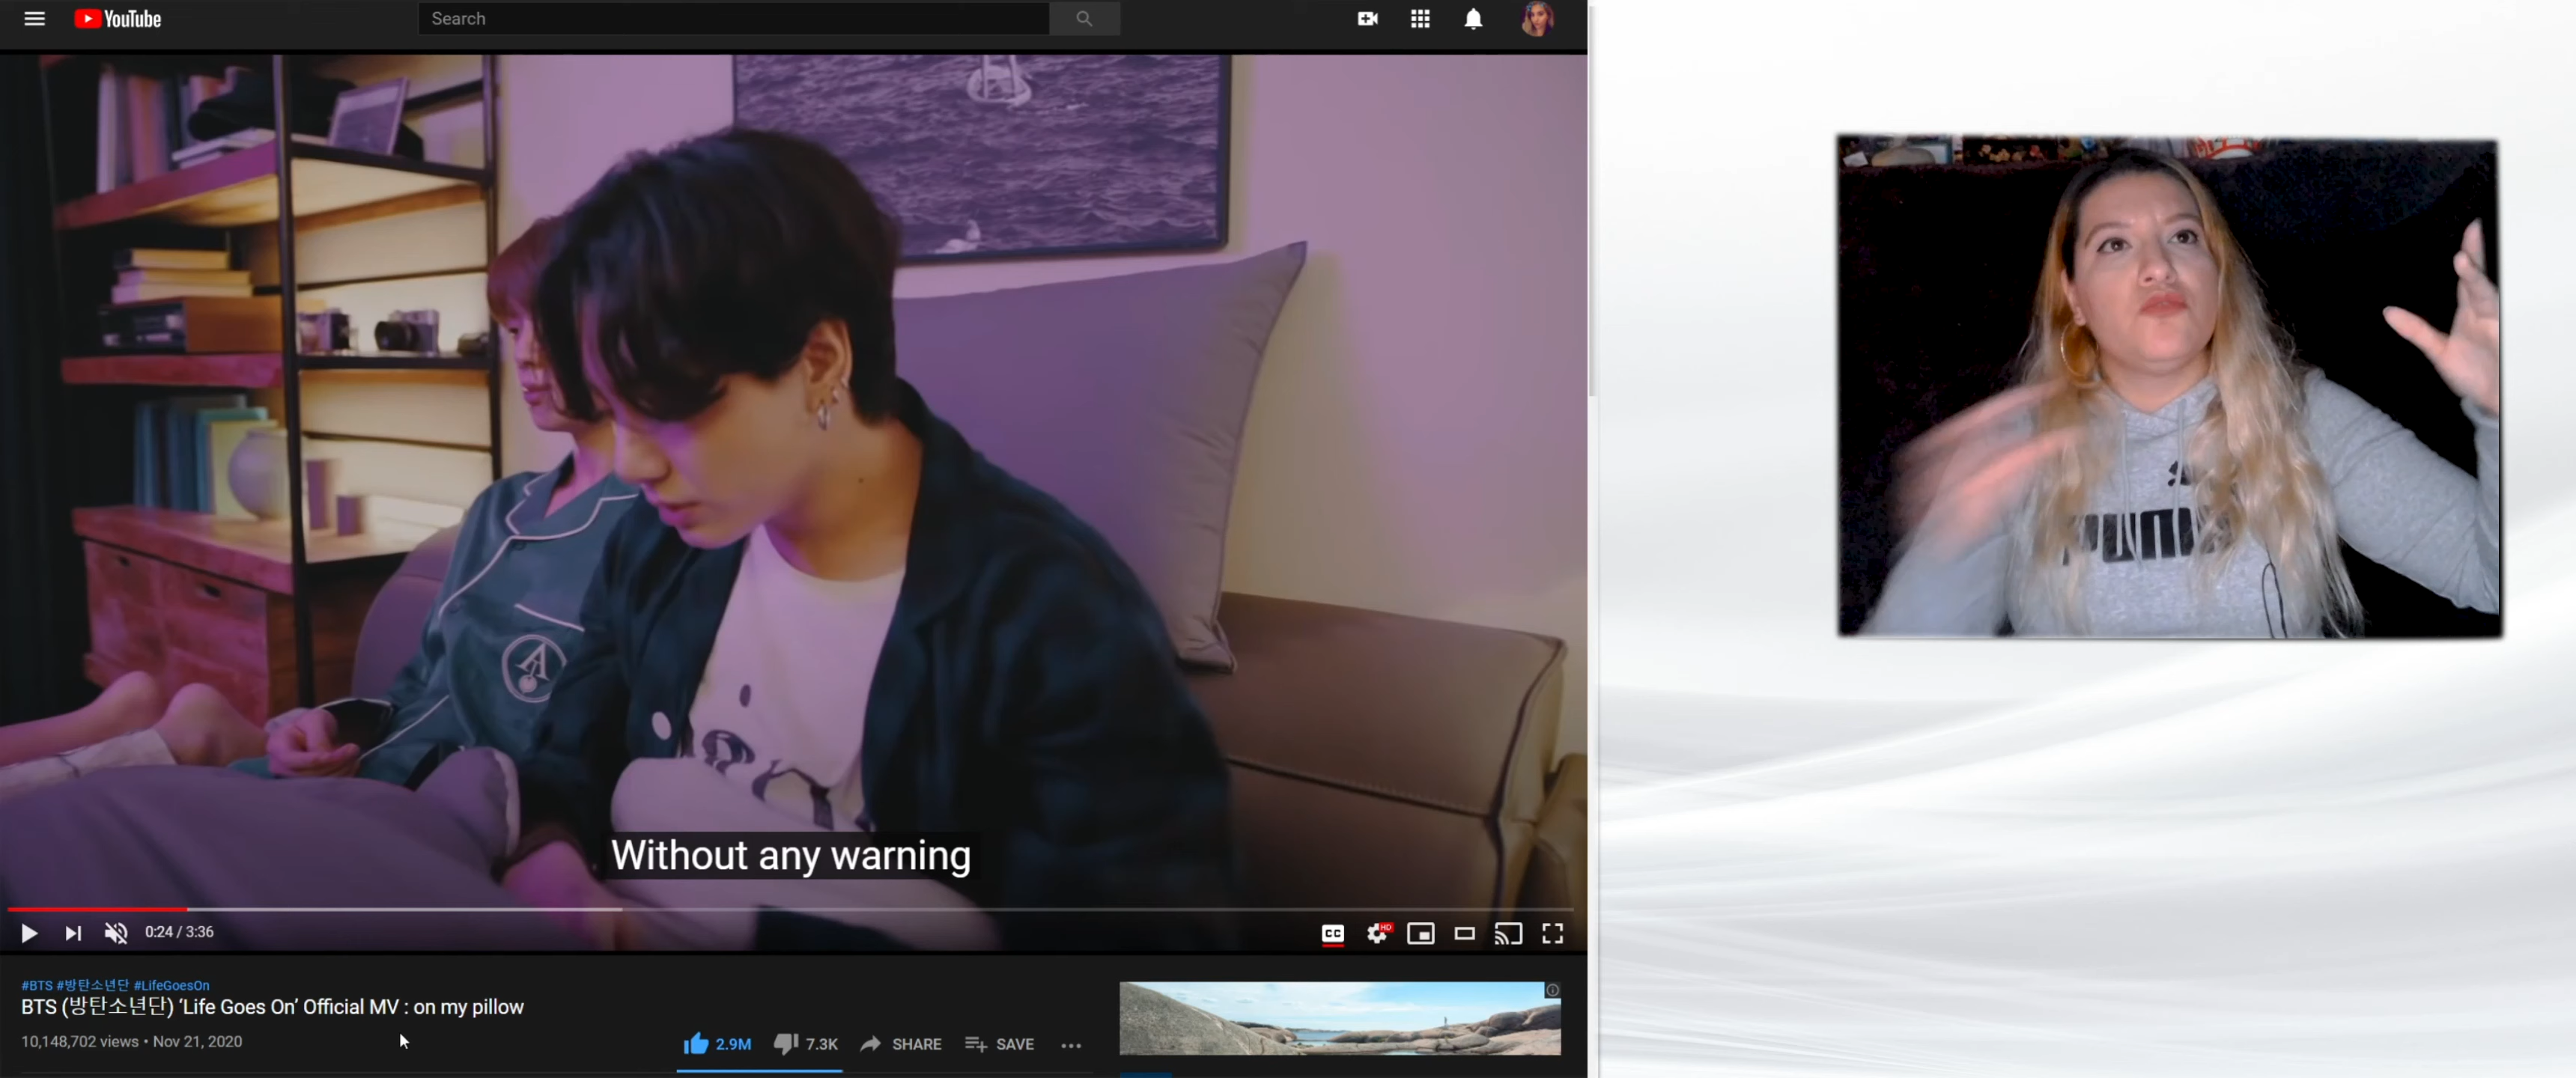 YouTube
Search
Without any warning
0:24 / 3:36
CC
HD
#BTS #방탄소년단 #LifeGoesOn
BTS (방탄소년단) ‘Life Goes On’ Official MV : on my pillow
10,148,702 views • Nov 21, 2020
2.9M
7.3K
SHARE
SAVE
A